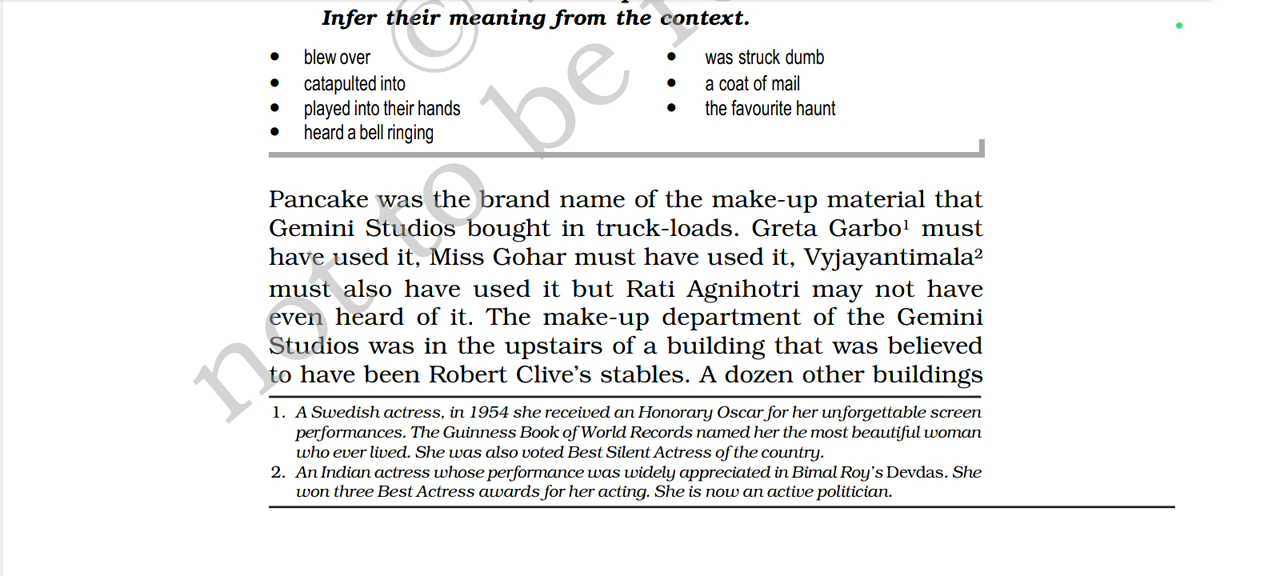 Infer their meaning from the context.
• blew over
• catapulted into
• played into their hands
• heard a bell ringing
• was struck dumb
• a coat of mail
• the favourite haunt
Pancake was the brand name of the make-up material that
Gemini Studios bought in truck-loads. Greta Garbo¹ must
have used it, Miss Gohar must have used it, Vyjayantimala²
must also have used it but Rati Agnihotri may not have
even heard of it. The make-up department of the Gemini
Studios was in the upstairs of a building that was believed
to have been Robert Clive's stables. A dozen other buildings
1. A Swedish actress, in 1954 she received an Honorary Oscar for her unforgettable screen
performances. The Guinness Book of World Records named her the most beautiful woman
who ever lived. She was also voted Best Silent Actress of the country.
2. An Indian actress whose performance was widely appreciated in Bimal Roy's Devdas. She
won three Best Actress awards for her acting. She is now an active politician.
© not to be